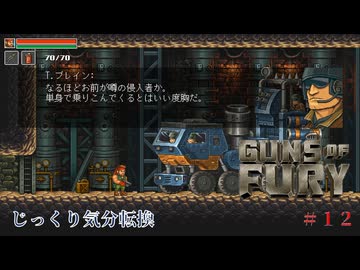 70/70
T.ブレイン:
なるほどお前が噂の侵入者か。
単身で乗りこんでくるとはいい度胸だ。
GUNS OF
FURY
じっくり気分転換
#12